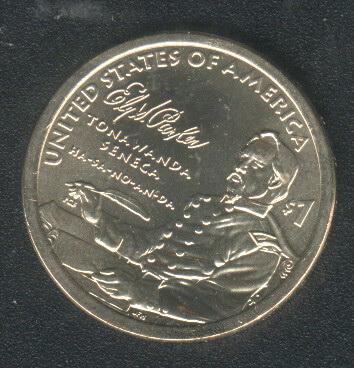 UNITED STATES OF AMERICA
Ely S. Parker
TONAWANDA
SENECA
HA-SA-NO-AN-DA
$1